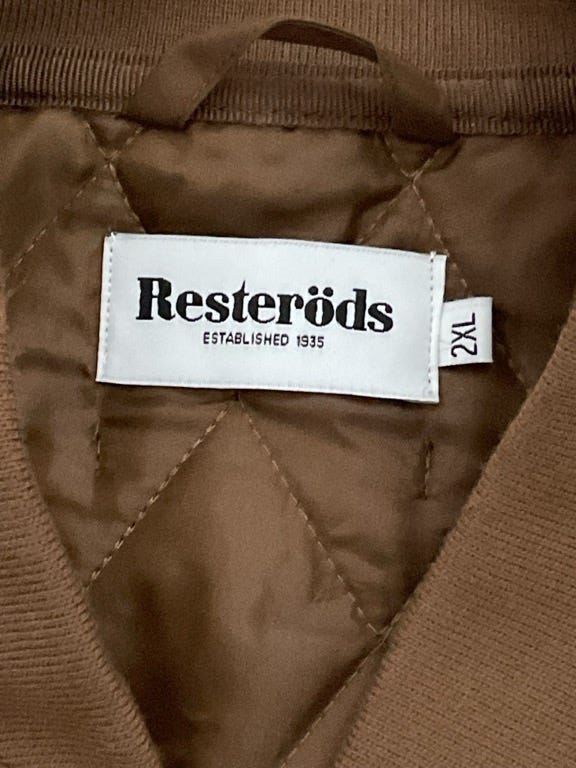 Resteröds
ESTABLISHED 1935
2XL